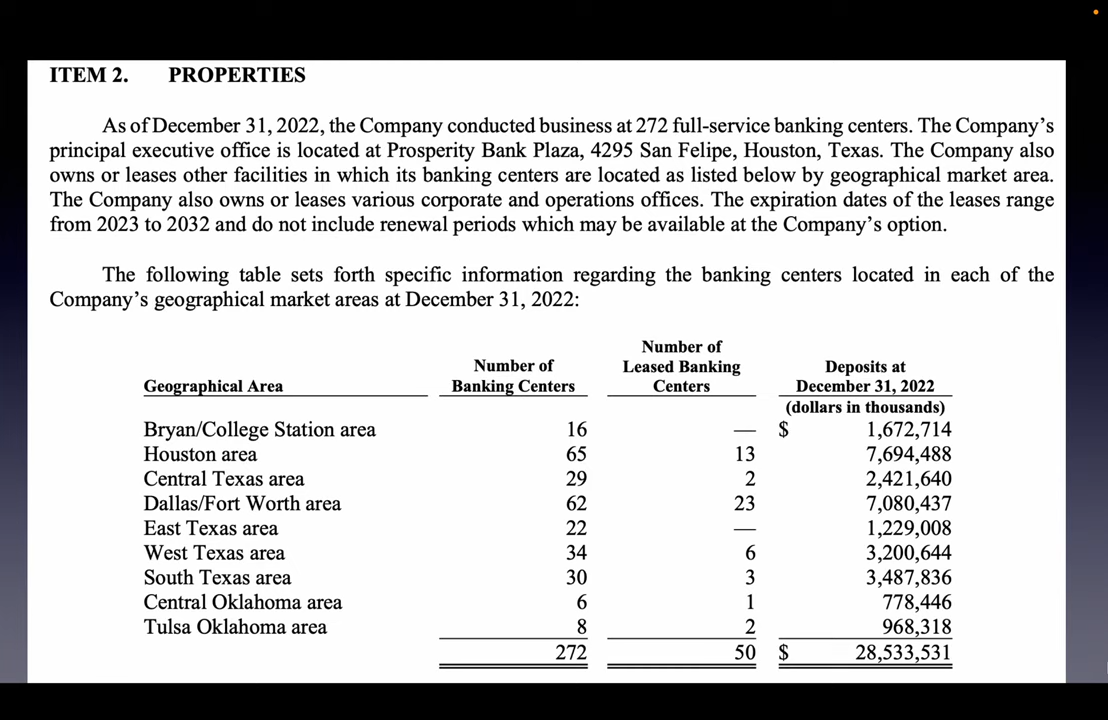 ITEM 2. PROPERTIES
As of December 31, 2022, the Company conducted business at 272 full-service banking centers. The Company's
principal executive office is located at Prosperity Bank Plaza, 4295 San Felipe, Houston, Texas. The Company also
owns or leases other facilities in which its banking centers are located as listed below by geographical market area.
The Company also owns or leases various corporate and operations offices. The expiration dates of the leases range
from 2023 to 2032 and do not include renewal periods which may be available at the Company's option.
The following table sets forth specific information regarding the banking centers located in each of the
Company's geographical market areas at December 31, 2022:
Number of
Number of Leased Banking Deposits at
Geographical Area Banking Centers Centers December 31, 2022
(dollars in thousands)
Bryan/College Station area 16 — $ 1,672,714
Houston area 65 13 7,694,488
Central Texas area 29 2 2,421,640
Dallas/Fort Worth area 62 23 7,080,437
East Texas area 22 — 1,229,008
West Texas area 34 6 3,200,644
South Texas area 30 3 3,487,836
Central Oklahoma area 6 1 778,446
Tulsa Oklahoma area 8 2 968,318
272 50 $ 28,533,531